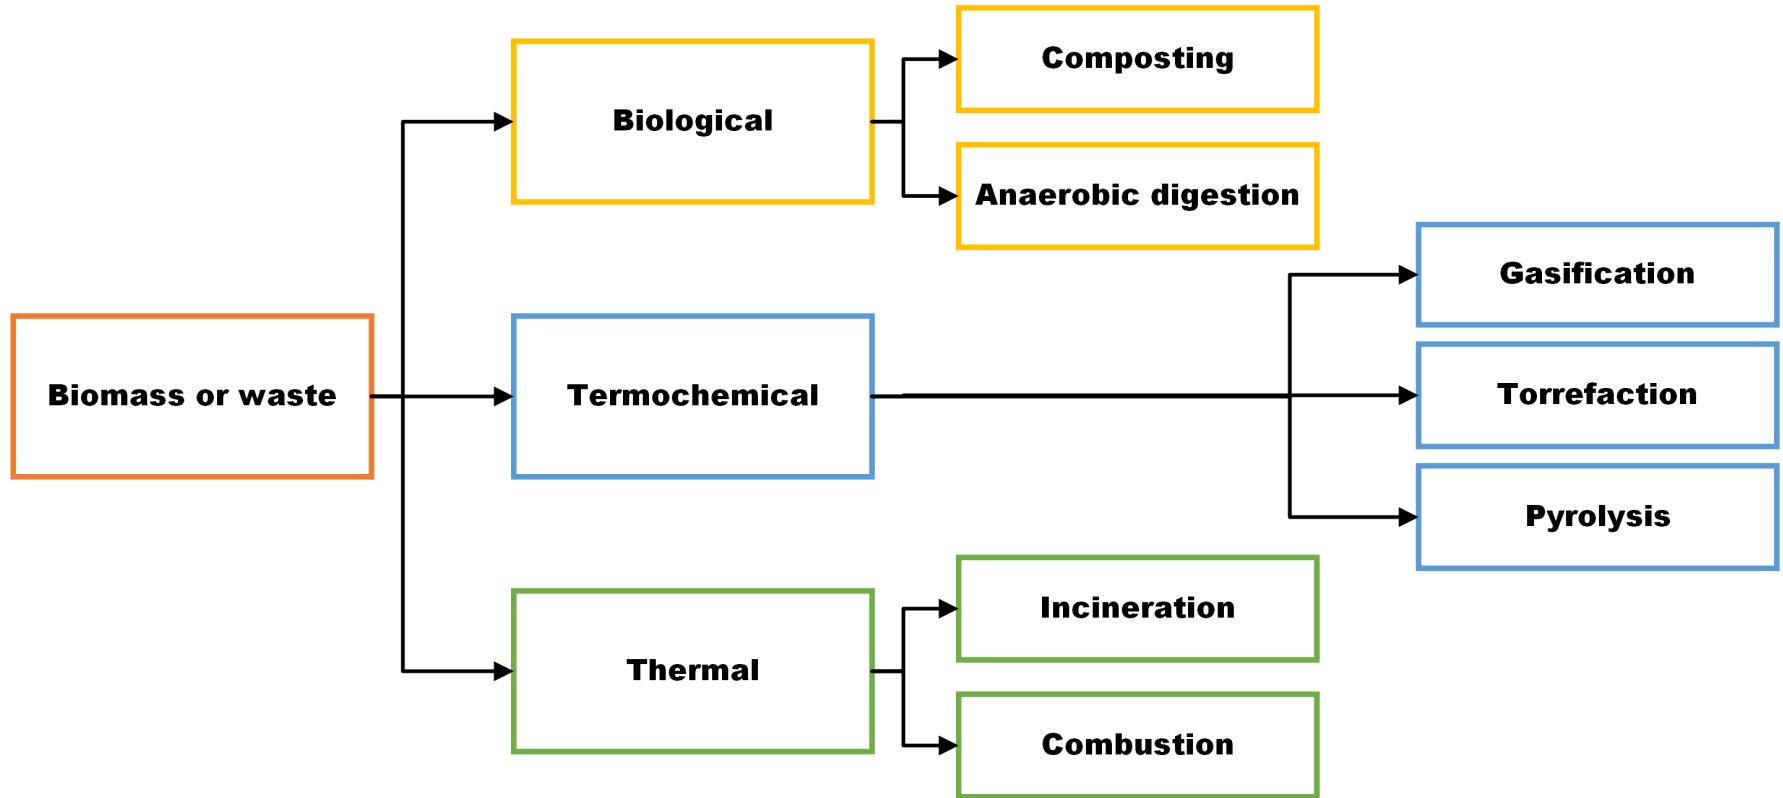 Biomass or waste
Biological
Composting
Anaerobic digestion
Termochemical
Gasification
Torrefaction
Pyrolysis
Thermal
Incineration
Combustion